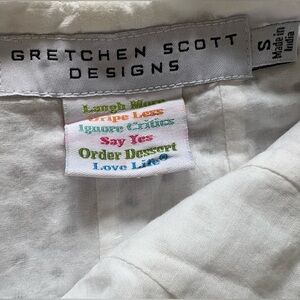 GRETCHEN SCOTT
DESIGNS
S
Made in
India
Laugh More
Gripe Less
Ignore Critics
Say Yes
Order Dessert
Love Life®